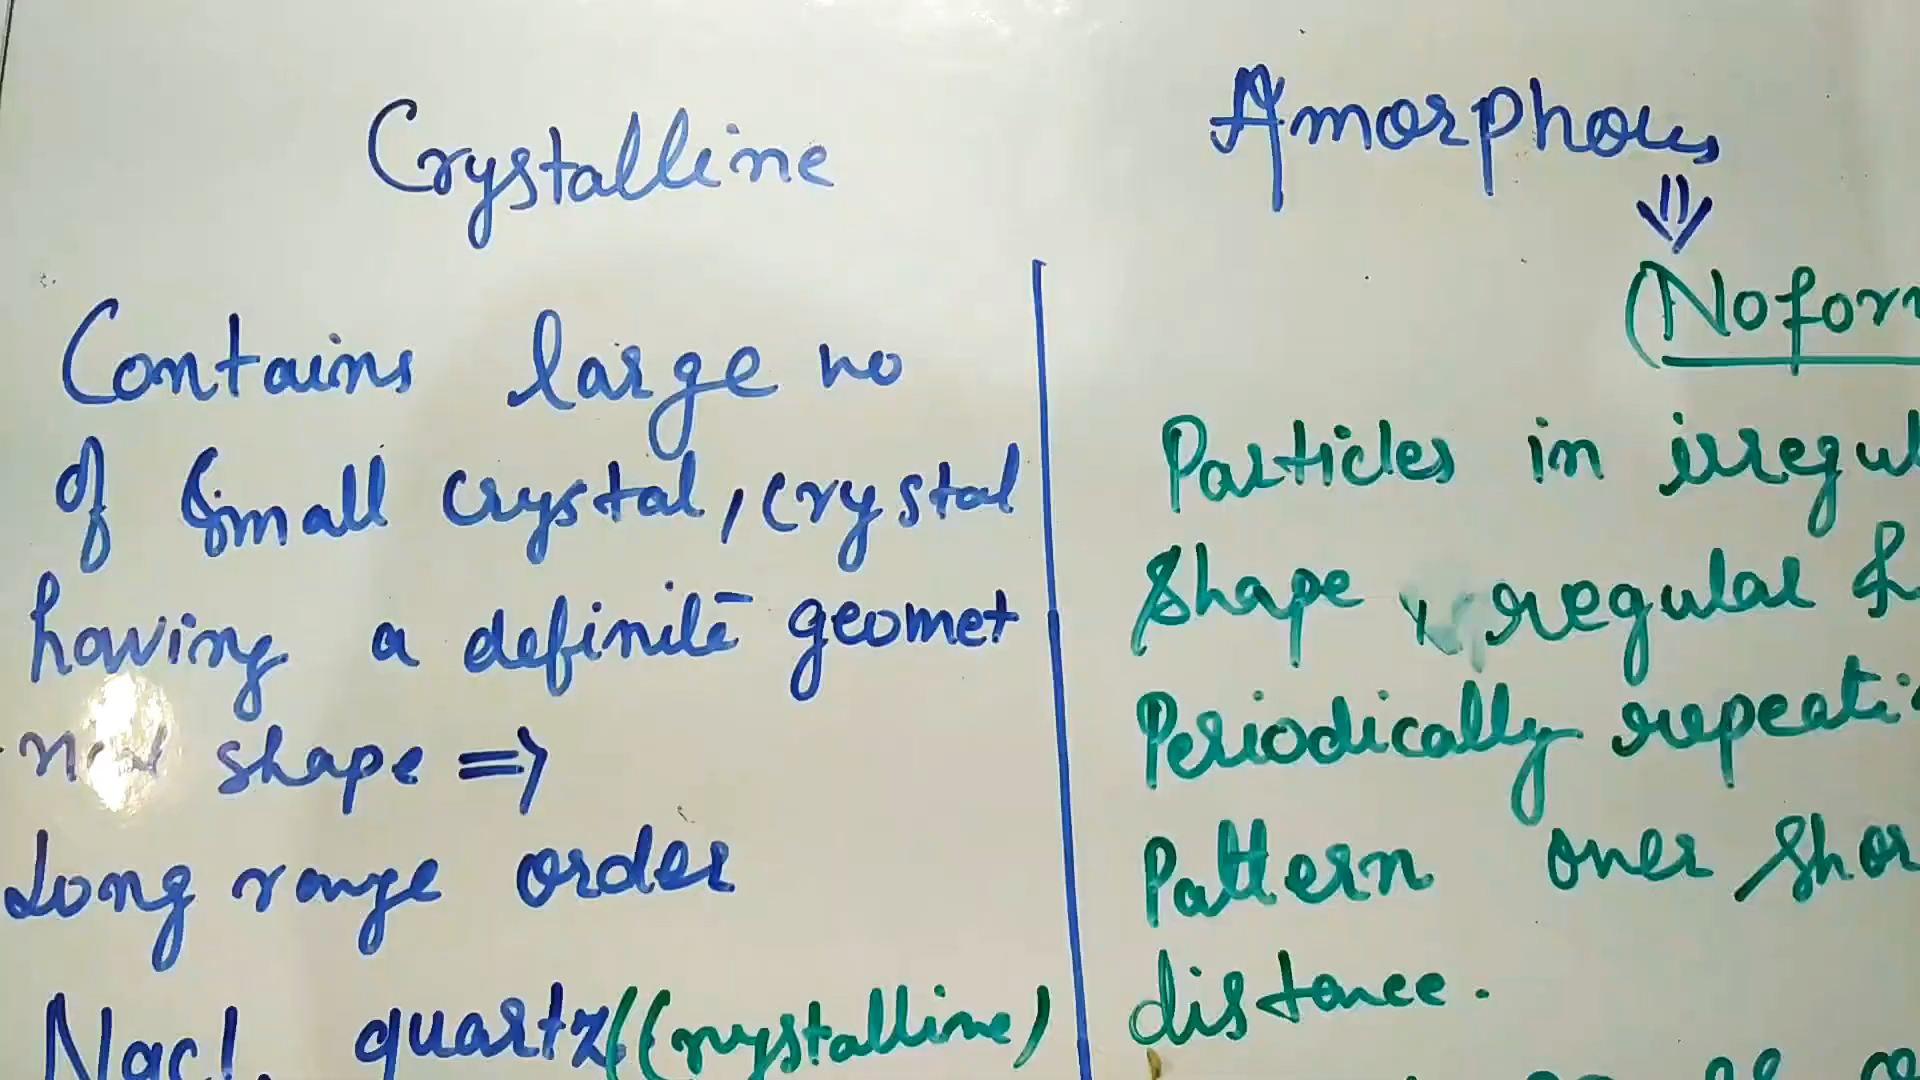 Crystalline
Contains large no
of small crystal, crystal
having a definite geomet
shape ⇒
Long range order
Nacl, quartz (Crystalline)
Amorphous
⇓
(No form
Particles in irregul
shape, regular &
Periodically repeati
Pattern over shor
distance.